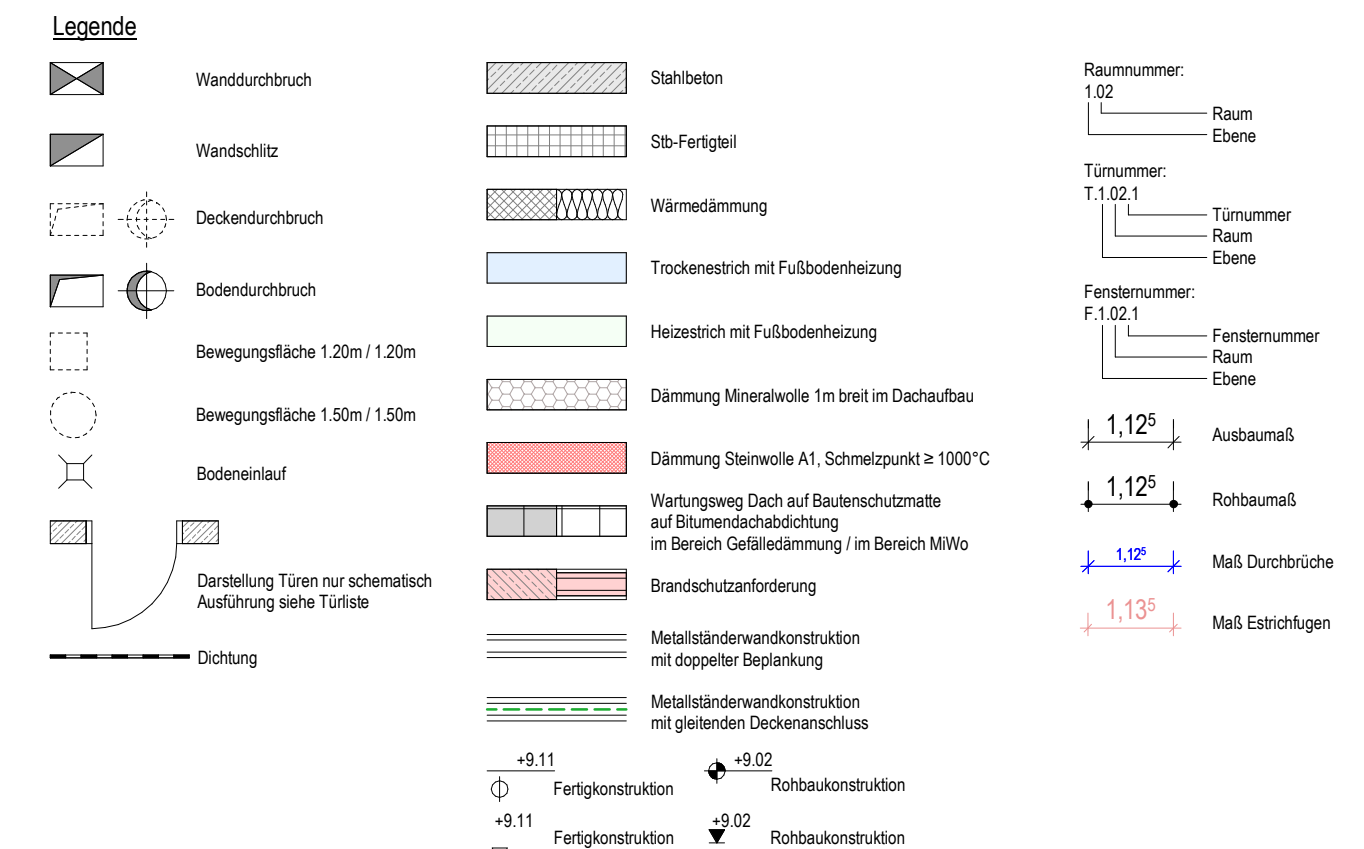 Legende
Wanddurchbruch
Wandschlitz
Deckendurchbruch
Bodendurchbruch
Bewegungsfläche 1.20m / 1.20m
Bewegungsfläche 1.50m / 1.50m
Bodeneinlauf
Darstellung Türen nur schematisch
Ausführung siehe Türliste
Dichtung
Stahlbeton
Stb-Fertigteil
Wärmedämmung
Trockenestrich mit Fußbodenheizung
Heizestrich mit Fußbodenheizung
Dämmung Mineralwolle 1m breit im Dachaufbau
Dämmung Steinwolle A1, Schmelzpunkt ≥ 1000°C
Wartungsweg Dach auf Bautenschutzmatte
auf Bitumendachabdichtung
im Bereich Gefälledämmung / im Bereich MiWo
Brandschutzanforderung
Metallständerwandkonstruktion
mit doppelter Beplankung
Metallständerwandkonstruktion
mit gleitenden Deckenanschluss
+9.11
Fertigkonstruktion
+9.02
Rohbaukonstruktion
+9.11
Fertigkonstruktion
+9.02
Rohbaukonstruktion
Raumnummer:
1.02
Raum
Ebene
Türnummer:
T.1.02.1
Türnummer
Raum
Ebene
Fensternummer:
F.1.02.1
Fensternummer
Raum
Ebene
1,12⁵
Ausbaumaß
1,12⁵
Rohbaumaß
1,12⁵
Maß Durchbrüche
1,13⁵
Maß Estrichfugen